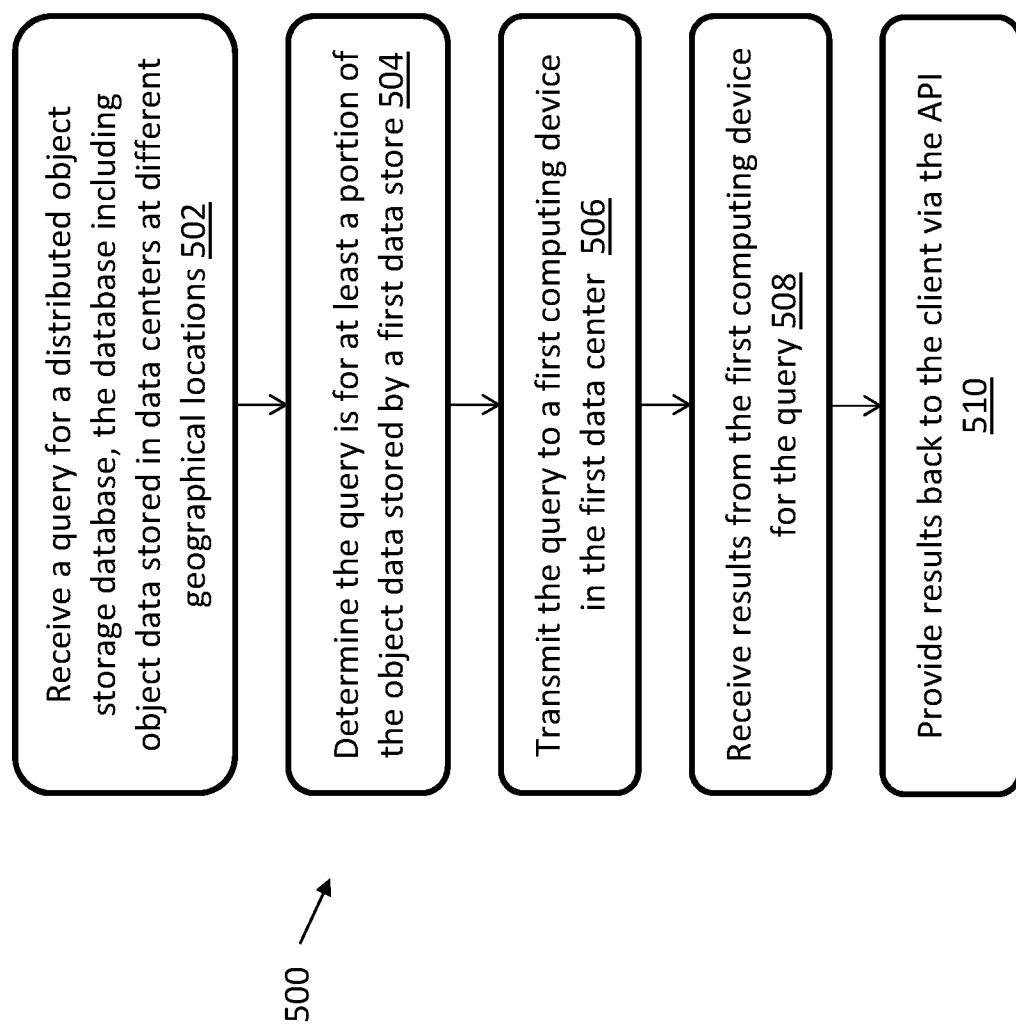 Receive a query for a distributed object
storage database, the database including
object data stored in data centers at different
geographical locations 502
Determine the query is for at least a portion of
the object data stored by a first data store 504
Transmit the query to a first computing device
in the first data center 506
Receive results from the first computing device
for the query 508
Provide results back to the client via the API
510
500